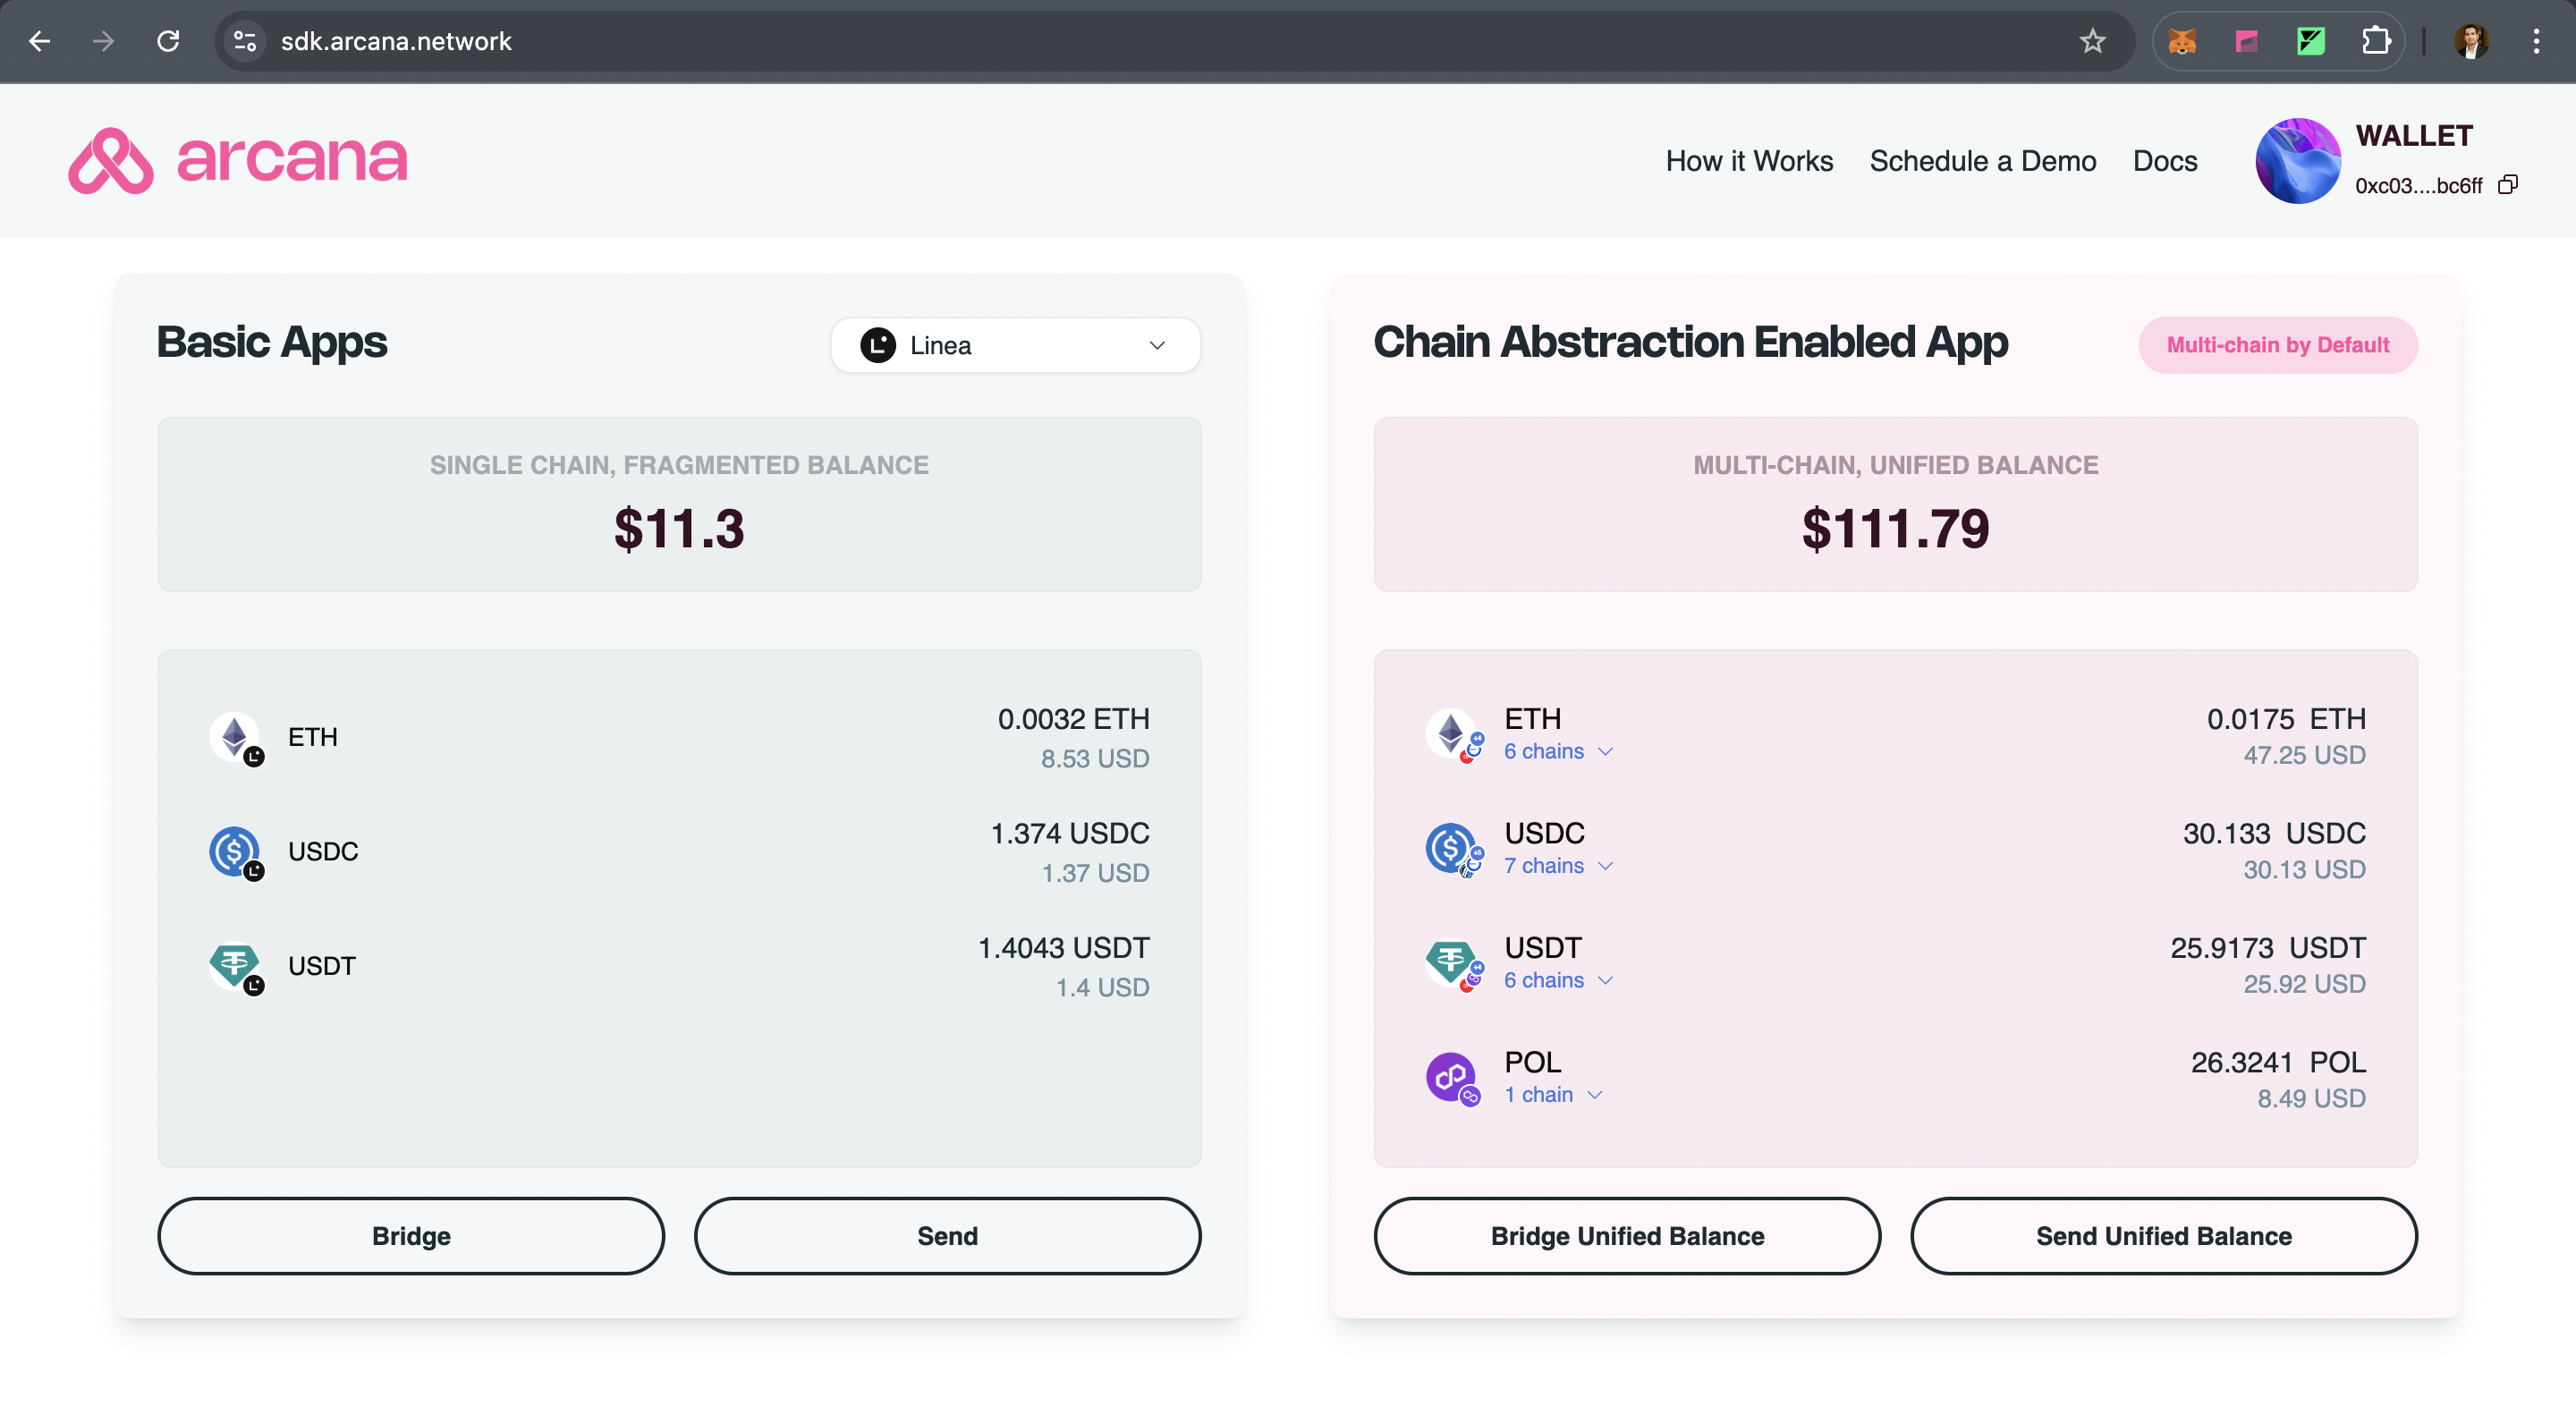 sdk.arcana.network
arcana
How it Works
Schedule a Demo
Docs
WALLET
0xc03....bc6ff
Basic Apps
Linea
SINGLE CHAIN, FRAGMENTED BALANCE
$11.3
ETH
0.0032 ETH
8.53 USD
USDC
1.374 USDC
1.37 USD
USDT
1.4043 USDT
1.4 USD
Bridge
Send
Chain Abstraction Enabled App
Multi-chain by Default
MULTI-CHAIN, UNIFIED BALANCE
$111.79
ETH
6 chains
0.0175 ETH
47.25 USD
USDC
7 chains
30.133 USDC
30.13 USD
USDT
6 chains
25.9173 USDT
25.92 USD
POL
1 chain
26.3241 POL
8.49 USD
Bridge Unified Balance
Send Unified Balance